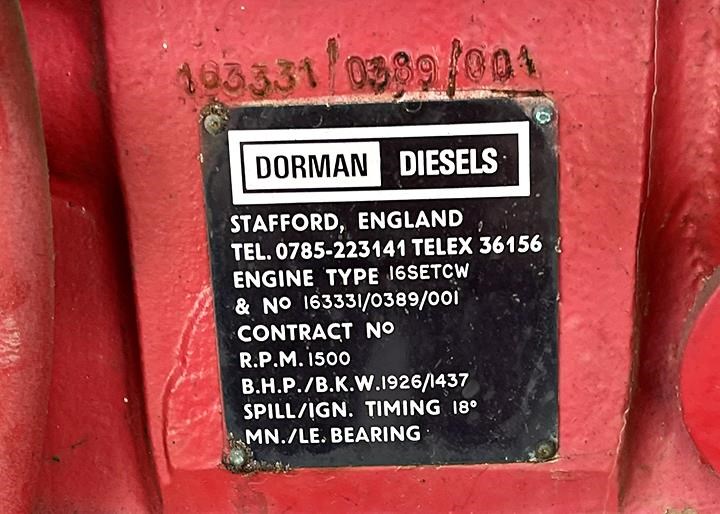 163331/0389/001
DORMAN DIESELS
STAFFORD, ENGLAND
TEL. 0785-223141 TELEX 36156
ENGINE TYPE 16SETCW
& No 163331/0389/001
CONTRACT No
R.P.M. 1500
B.H.P./B.K.W. 1926/1437
SPILL/IGN. TIMING 18°
MN./LE. BEARING